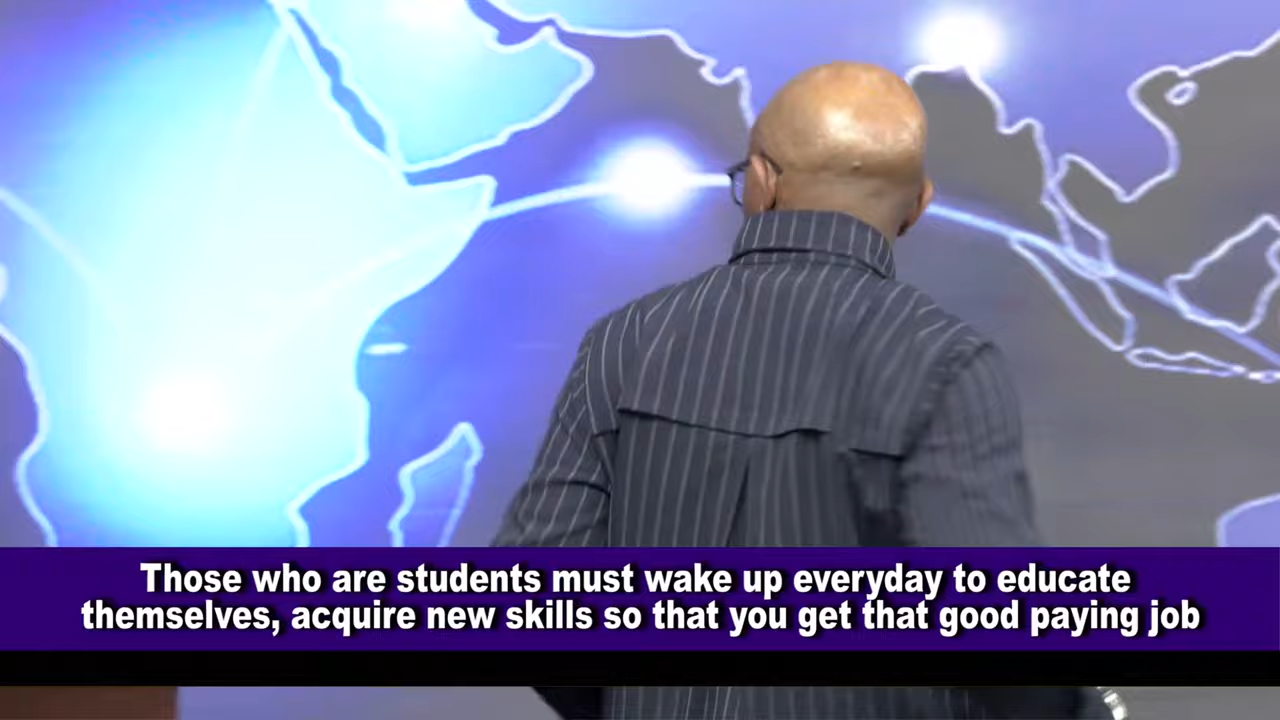 Those who are students must wake up everyday to educate
themselves, acquire new skills so that you get that good paying job